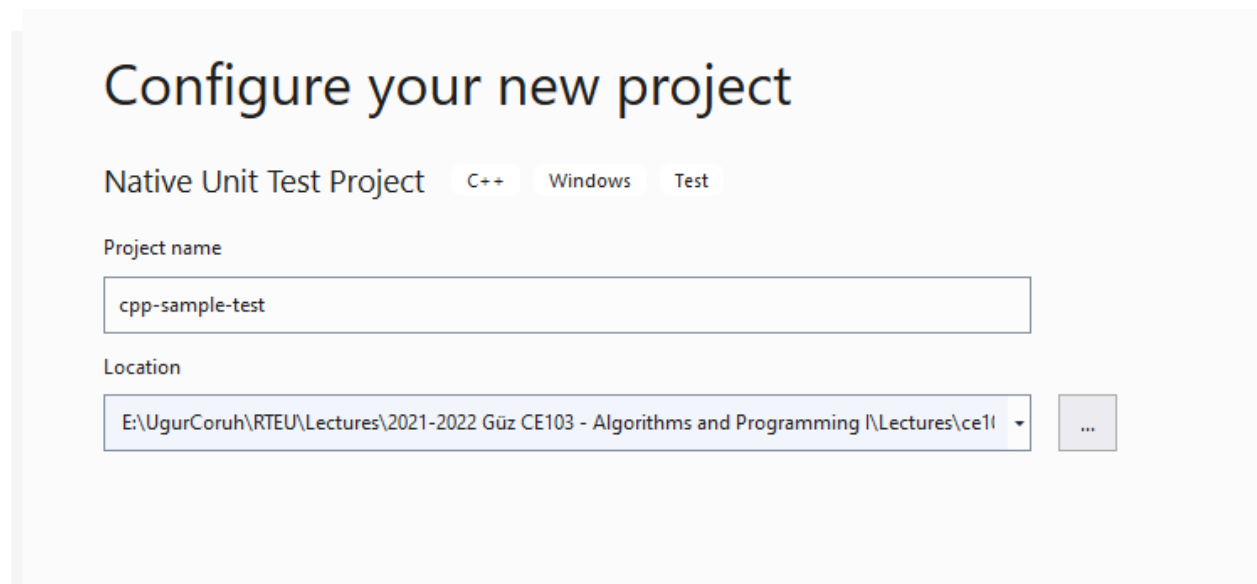 Configure your new project
Native Unit Test Project C++ Windows Test
Project name
cpp-sample-test
Location
E:\UgurCoruh\RTEU\Lectures\2021-2022 Güz CE103 - Algorithms and Programming I\Lectures\ce1
...